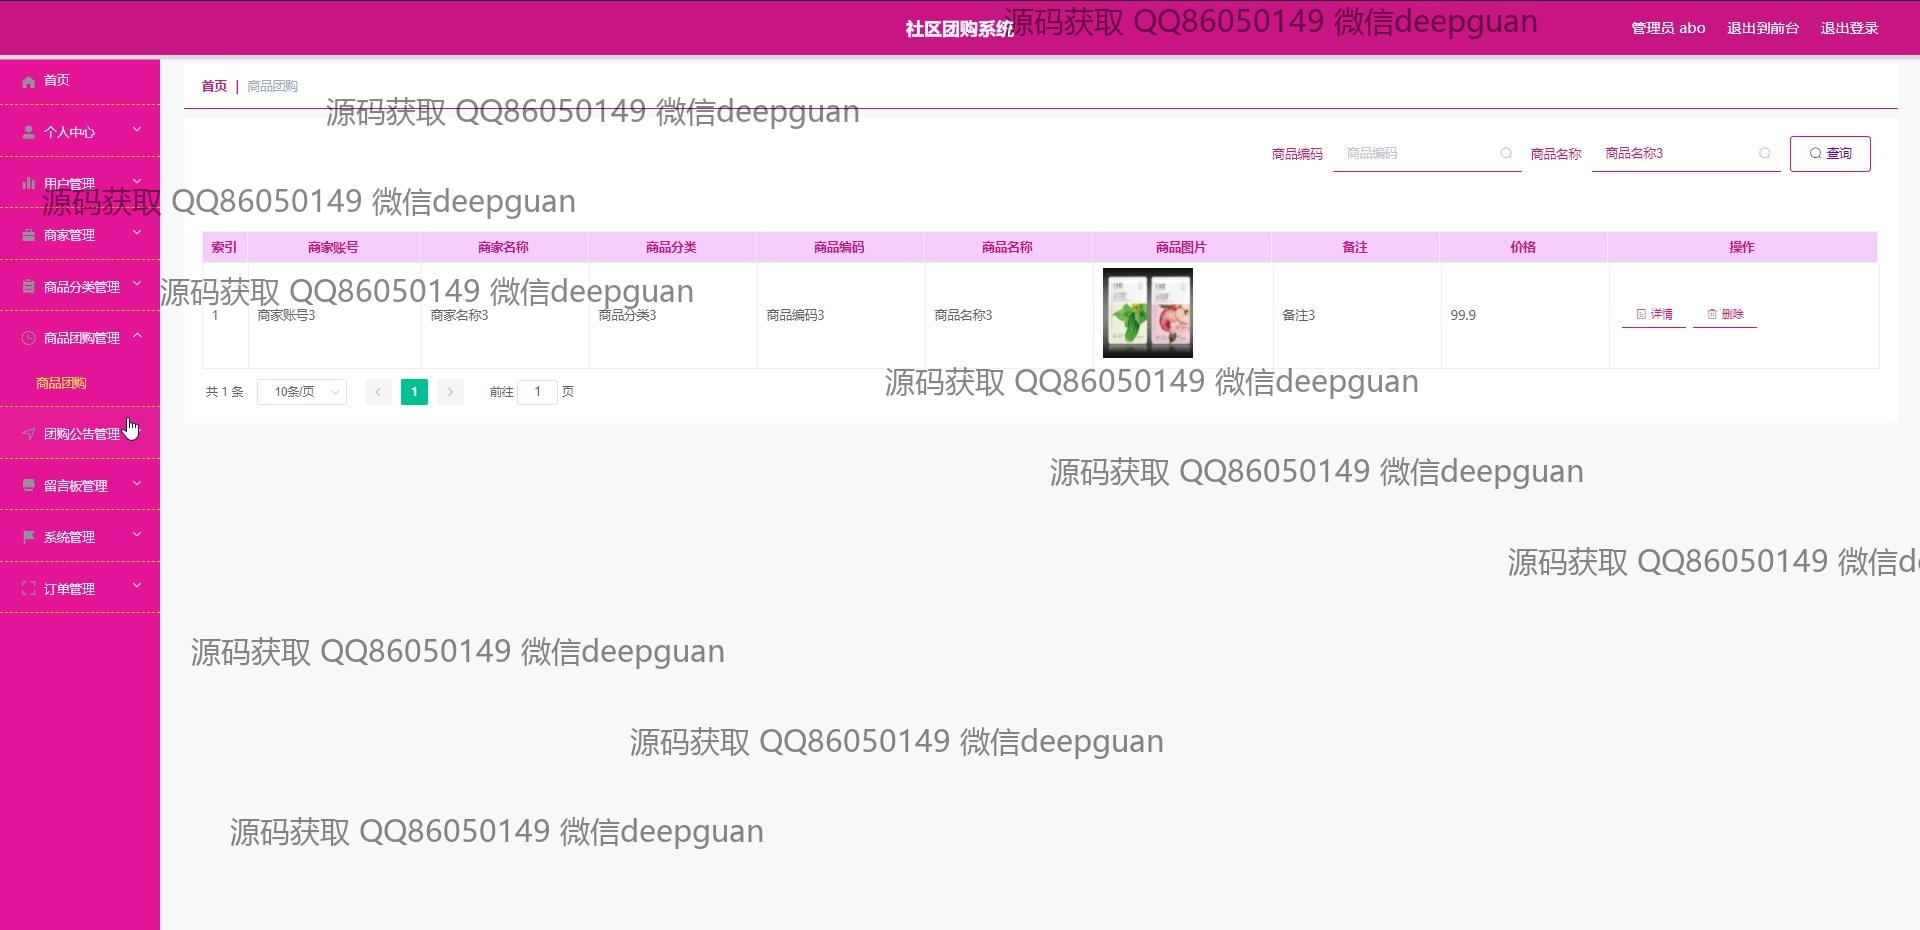 社区团购系统
源码获取 QQ86050149 微信deepguan
管理员 abo
退出到前台
退出登录
首页
个人中心
用户管理
商家管理
商品分类管理
商品团购管理
商品团购
团购公告管理
留言板管理
系统管理
订单管理
首页 | 商品团购
源码获取 QQ86050149 微信deepguan
商品编码 商品编码 商品名称 商品名称3 查询
源码获取 QQ86050149 微信deepguan
索引 商家账号 商家名称 商品分类 商品编码 商品名称 商品图片 备注 价格 操作
源码获取 QQ86050149 微信deepguan
1 商家账号3 商家名称3 商品分类3 商品编码3 商品名称3 备注3 99.9 详情 删除
共 1 条 10条/页 1 前往 1 页
源码获取 QQ86050149 微信deepguan
源码获取 QQ86050149 微信deepguan
源码获取 QQ86050149 微信de
源码获取 QQ86050149 微信deepguan
源码获取 QQ86050149 微信deepguan
源码获取 QQ86050149 微信deepguan